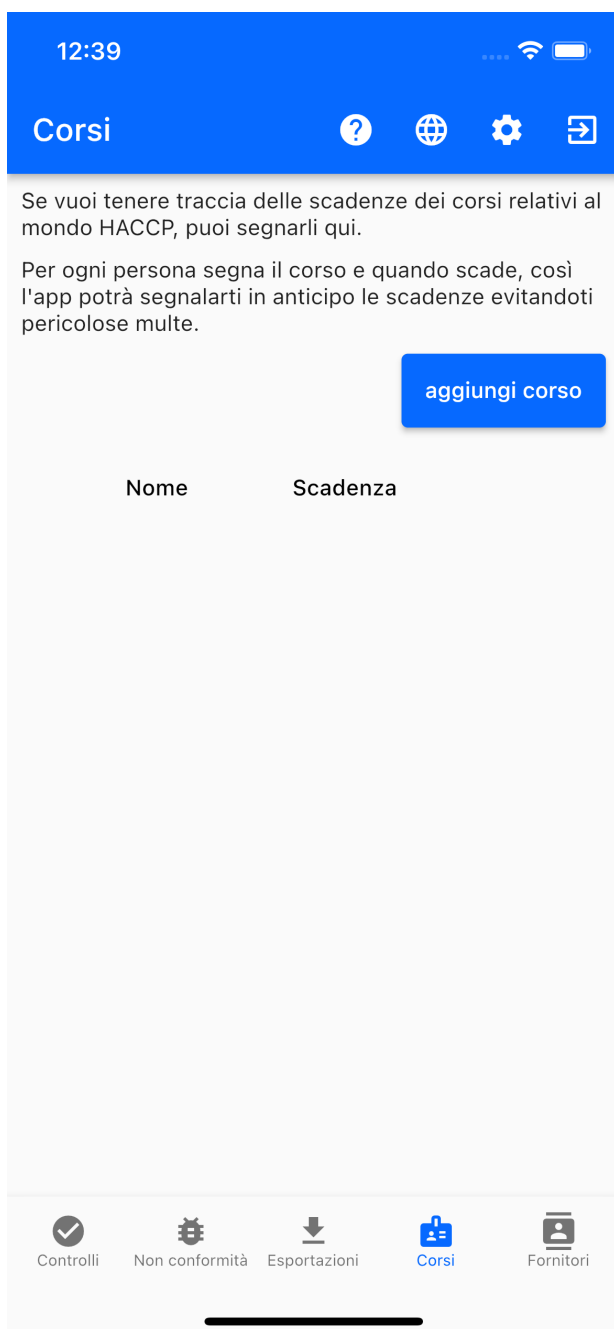 12:39
Corsi
Se vuoi tenere traccia delle scadenze dei corsi relativi al
mondo HACCP, puoi segnarli qui.
Per ogni persona segna il corso e quando scade, così
l'app potrà segnalarti in anticipo le scadenze evitandoti
pericolose multe.
aggiungi corso
Nome Scadenza
Controlli Non conformità Esportazioni Corsi Fornitori